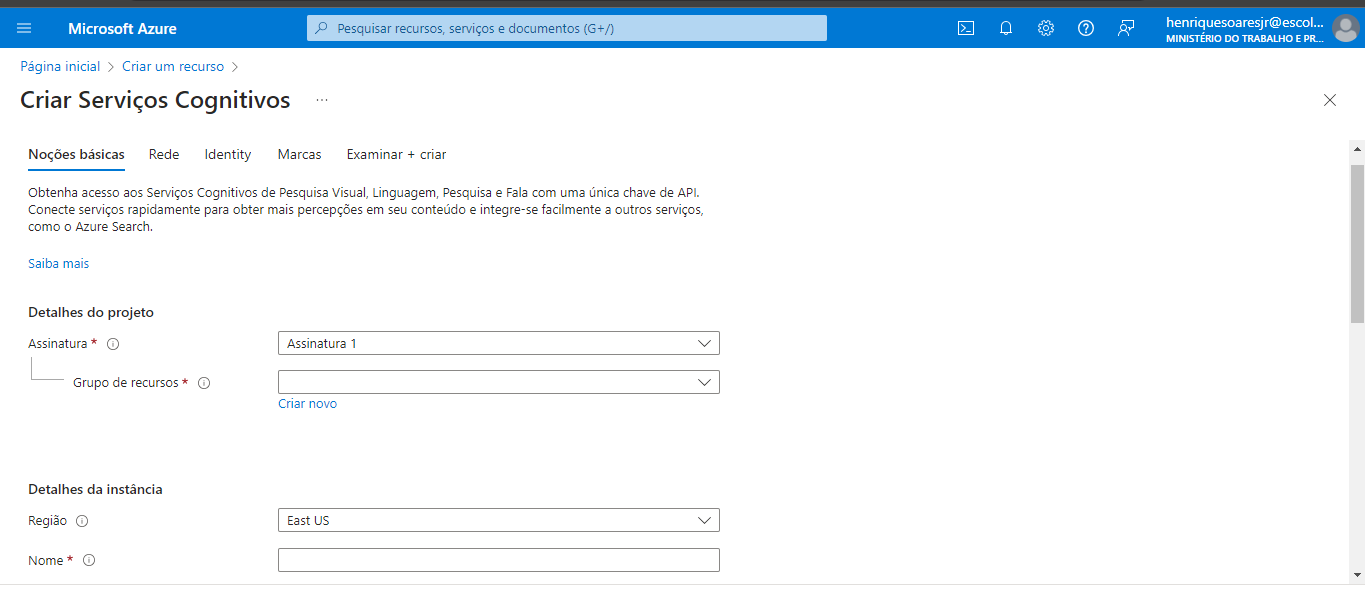 Microsoft Azure
Pesquisar recursos, serviços e documentos (G+/)
henriquesoaresjr@escol...
MINISTÉRIO DO TRABALHO E PR...
Página inicial > Criar um recurso >
Criar Serviços Cognitivos ...
Noções básicas Rede Identity Marcas Examinar + criar
Obtenha acesso aos Serviços Cognitivos de Pesquisa Visual, Linguagem, Pesquisa e Fala com uma única chave de API.
Conecte serviços rapidamente para obter mais percepções em seu conteúdo e integre-se facilmente a outros serviços,
como o Azure Search.
Saiba mais
Detalhes do projeto
Assinatura *
Assinatura 1
Grupo de recursos *
Criar novo
Detalhes da instância
Região
East US
Nome *